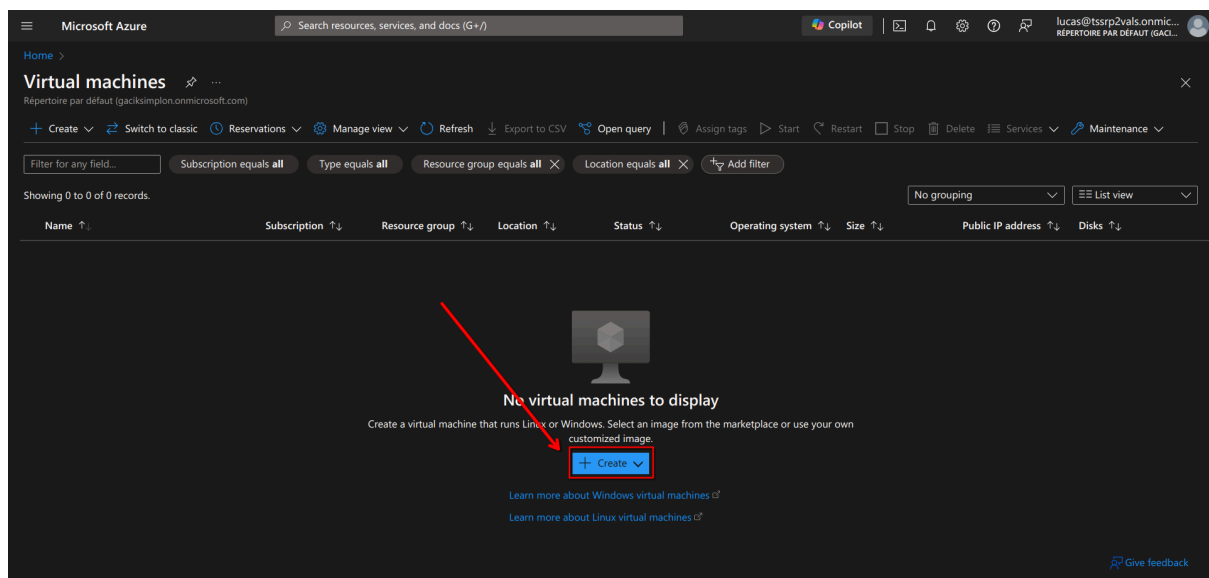 Microsoft Azure
Search resources, services, and docs (G+/)
Copilot
lucas@tssrp2vals.onmic...
RÉPERTOIRE PAR DÉFAUT (GACI...
Home >
Virtual machines
...
Répertoire par défaut (gaciksimplon.onmicrosoft.com)
Create
Switch to classic
Reservations
Manage view
Refresh
Export to CSV
Open query
Assign tags
Start
Restart
Stop
Delete
Services
Maintenance
Filter for any field...
Subscription equals all
Type equals all
Resource group equals all
Location equals all
Add filter
Showing 0 to 0 of 0 records.
No grouping
List view
Name
Subscription
Resource group
Location
Status
Operating system
Size
Public IP address
Disks
No virtual machines to display
Create a virtual machine that runs Linux or Windows. Select an image from the marketplace or use your own
customized image.
+ Create
Learn more about Windows virtual machines
Learn more about Linux virtual machines
Give feedback